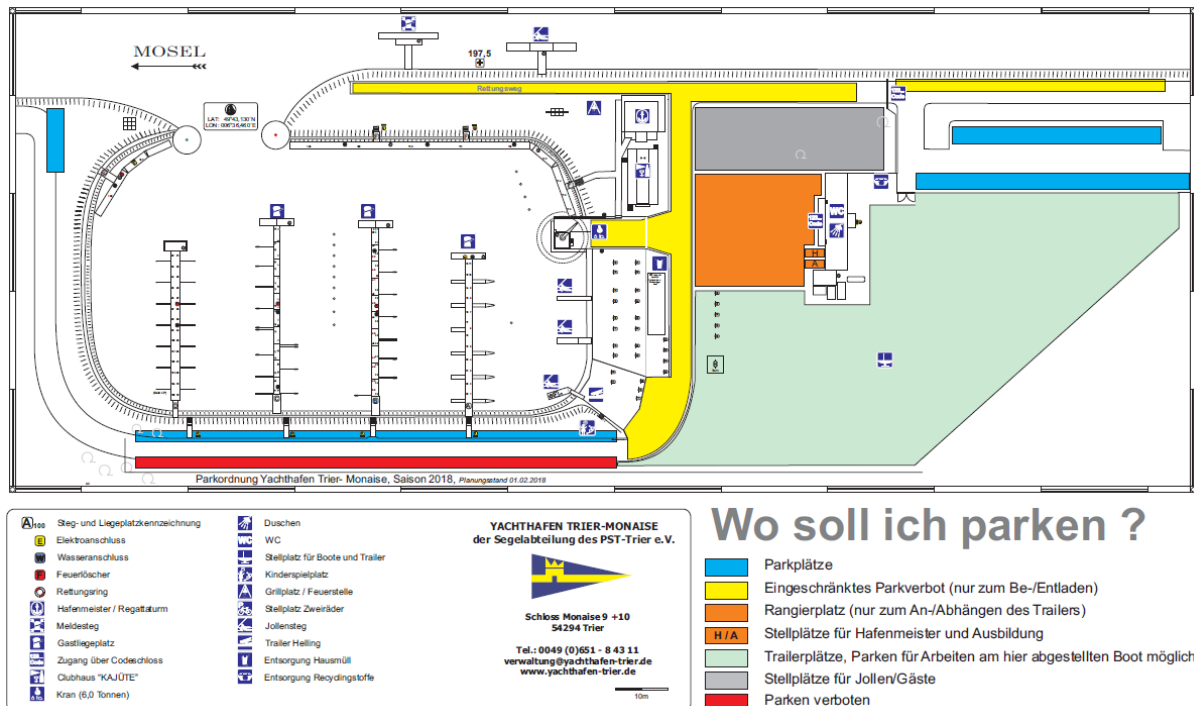 MOSEL
197,5
Rettungsweg
LAT: 49°43,130'N
LON: 006°36,460'E
WC
H
A
Parkordnung Yachthafen Trier- Monaise, Saison 2018, Planungsstand 01.02.2018
A100 Steg- und Liegeplatzkennzeichnung
E Elektroanschluss
W Wasseranschluss
F Feuerlöscher
Rettungsring
Hafenmeister / Regattaturm
Meldesteg
Gastliegeplatz
Zugang über Codeschloss
Clubhaus "KAJÜTE"
Kran (6,0 Tonnen)
Duschen
WC WC
Stellplatz für Boote und Trailer
Kinderspielplatz
Grillplatz / Feuerstelle
Stellplatz Zweiräder
Jollensteg
Trailer Helling
Entsorgung Hausmüll
Entsorgung Recyclingstoffe
YACHTHAFEN TRIER-MONAISE
der Segelabteilung des PST-Trier e.V.
Schloss Monaise 9 +10
54294 Trier
Tel.: 0049 (0)651 - 8 43 11
verwaltung@yachthafen-trier.de
www.yachthafen-trier.de
10m
Wo soll ich parken ?
Parkplätze
Eingeschränktes Parkverbot (nur zum Be-/Entladen)
Rangierplatz (nur zum An-/Abhängen des Trailers)
H / A Stellplätze für Hafenmeister und Ausbildung
Trailerplätze, Parken für Arbeiten am hier abgestellten Boot möglich
Stellplätze für Jollen/Gäste
Parken verboten